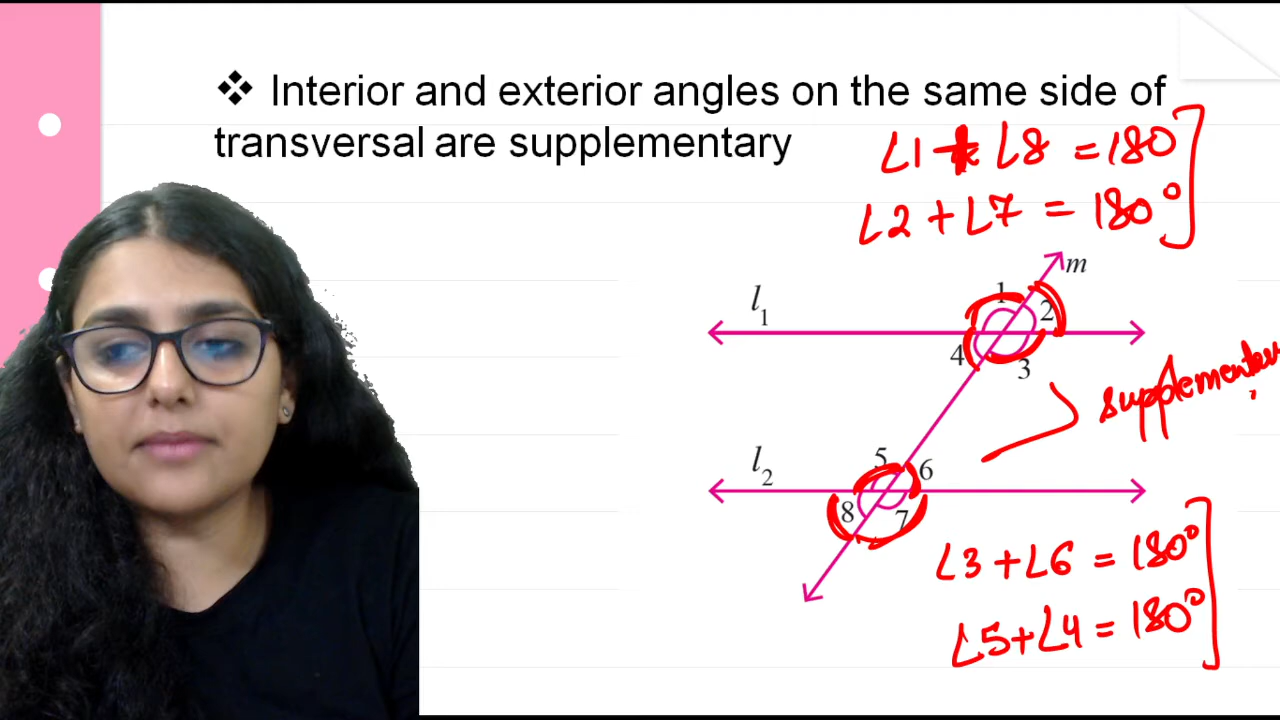 ❖ Interior and exterior angles on the same side of
transversal are supplementary
∠1 + ∠8 = 180
∠2 + ∠7 = 180°
m
l₁
1
2
4
3
supplementary
l₂
5
6
8
7
∠3 + ∠6 = 180°
∠5 + ∠4 = 180°